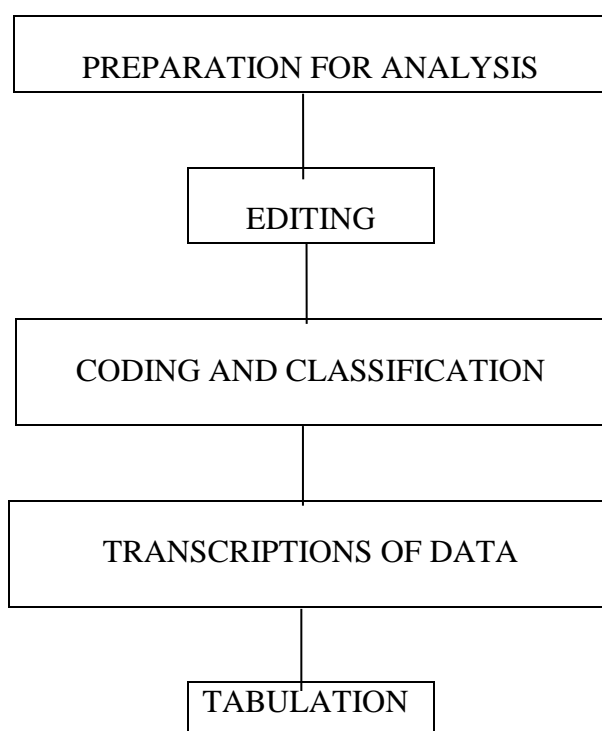 PREPARATION FOR ANALYSIS
EDITING
CODING AND CLASSIFICATION
TRANSCRIPTIONS OF DATA
TABULATION